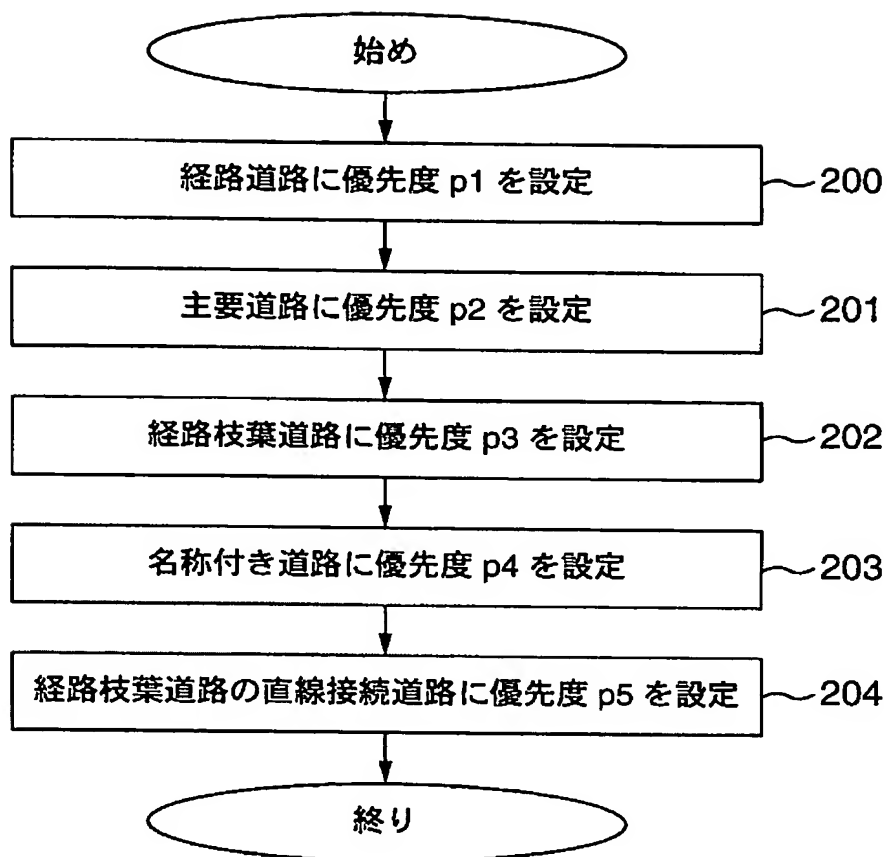 始め
経路道路に優先度 p1 を設定
200
主要道路に優先度 p2 を設定
201
経路枝葉道路に優先度 p3 を設定
202
名称付き道路に優先度 p4 を設定
203
経路枝葉道路の直線接続道路に優先度 p5 を設定
204
終り